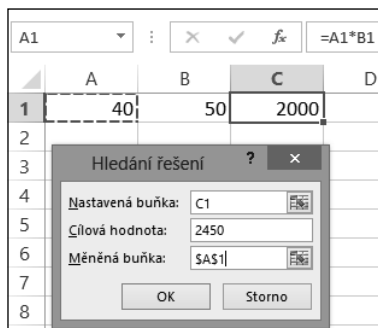 A1 fx =A1*B1
A B C D
1 40 50 2000
2
3 Hledání řešení ? ×
4 Nastavená buňka: C1
5 Cílová hodnota: 2450
6 Měněná buňka: $A$1
7 OK Storno
8